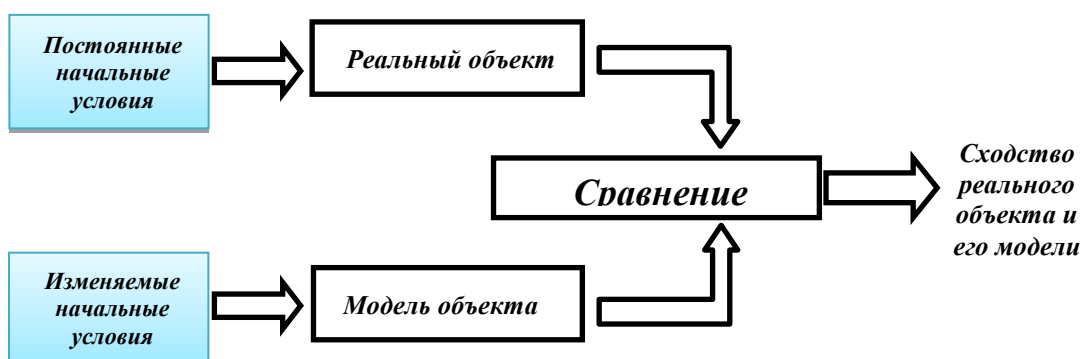 Постоянные
начальные
условия
Реальный объект
Сравнение
Сходство
реального
объекта и
его модели
Изменяемые
начальные
условия
Модель объекта